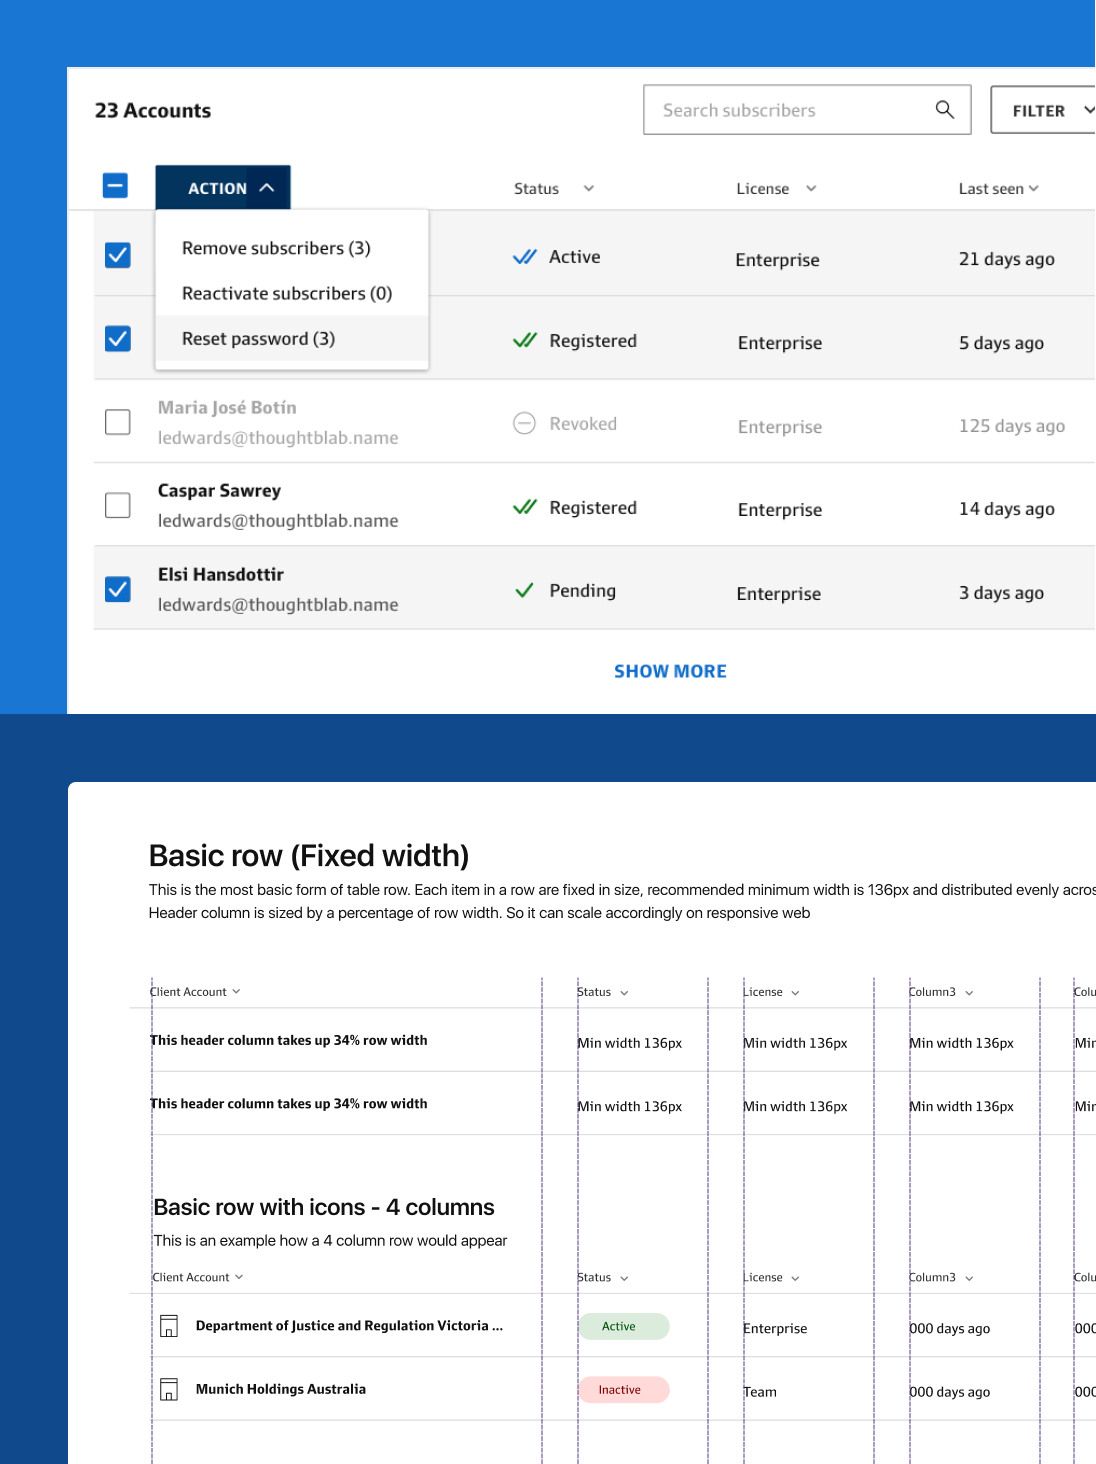 23 Accounts
Search subscribers
FILTER
ACTION
Status
License
Last seen
Remove subscribers (3)
Reactivate subscribers (0)
Reset password (3)
Active
Enterprise
21 days ago
Registered
Enterprise
5 days ago
Maria José Botín
ledwards@thoughtblab.name
Revoked
Enterprise
125 days ago
Caspar Sawrey
ledwards@thoughtblab.name
Registered
Enterprise
14 days ago
Elsi Hansdottir
ledwards@thoughtblab.name
Pending
Enterprise
3 days ago
SHOW MORE
Basic row (Fixed width)
This is the most basic form of table row. Each item in a row are fixed in size, recommended minimum width is 136px and distributed evenly
Header column is sized by a percentage of row width. So it can scale accordingly on responsive web
Client Account
Status
License
Column3
This header column takes up 34% row width
Min width 136px
Min width 136px
Min width 136px
This header column takes up 34% row width
Min width 136px
Min width 136px
Min width 136px
Basic row with icons - 4 columns
This is an example how a 4 column row would appear
Client Account
Status
License
Column3
Department of Justice and Regulation Victoria ...
Active
Enterprise
000 days ago
Munich Holdings Australia
Inactive
Team
000 days ago